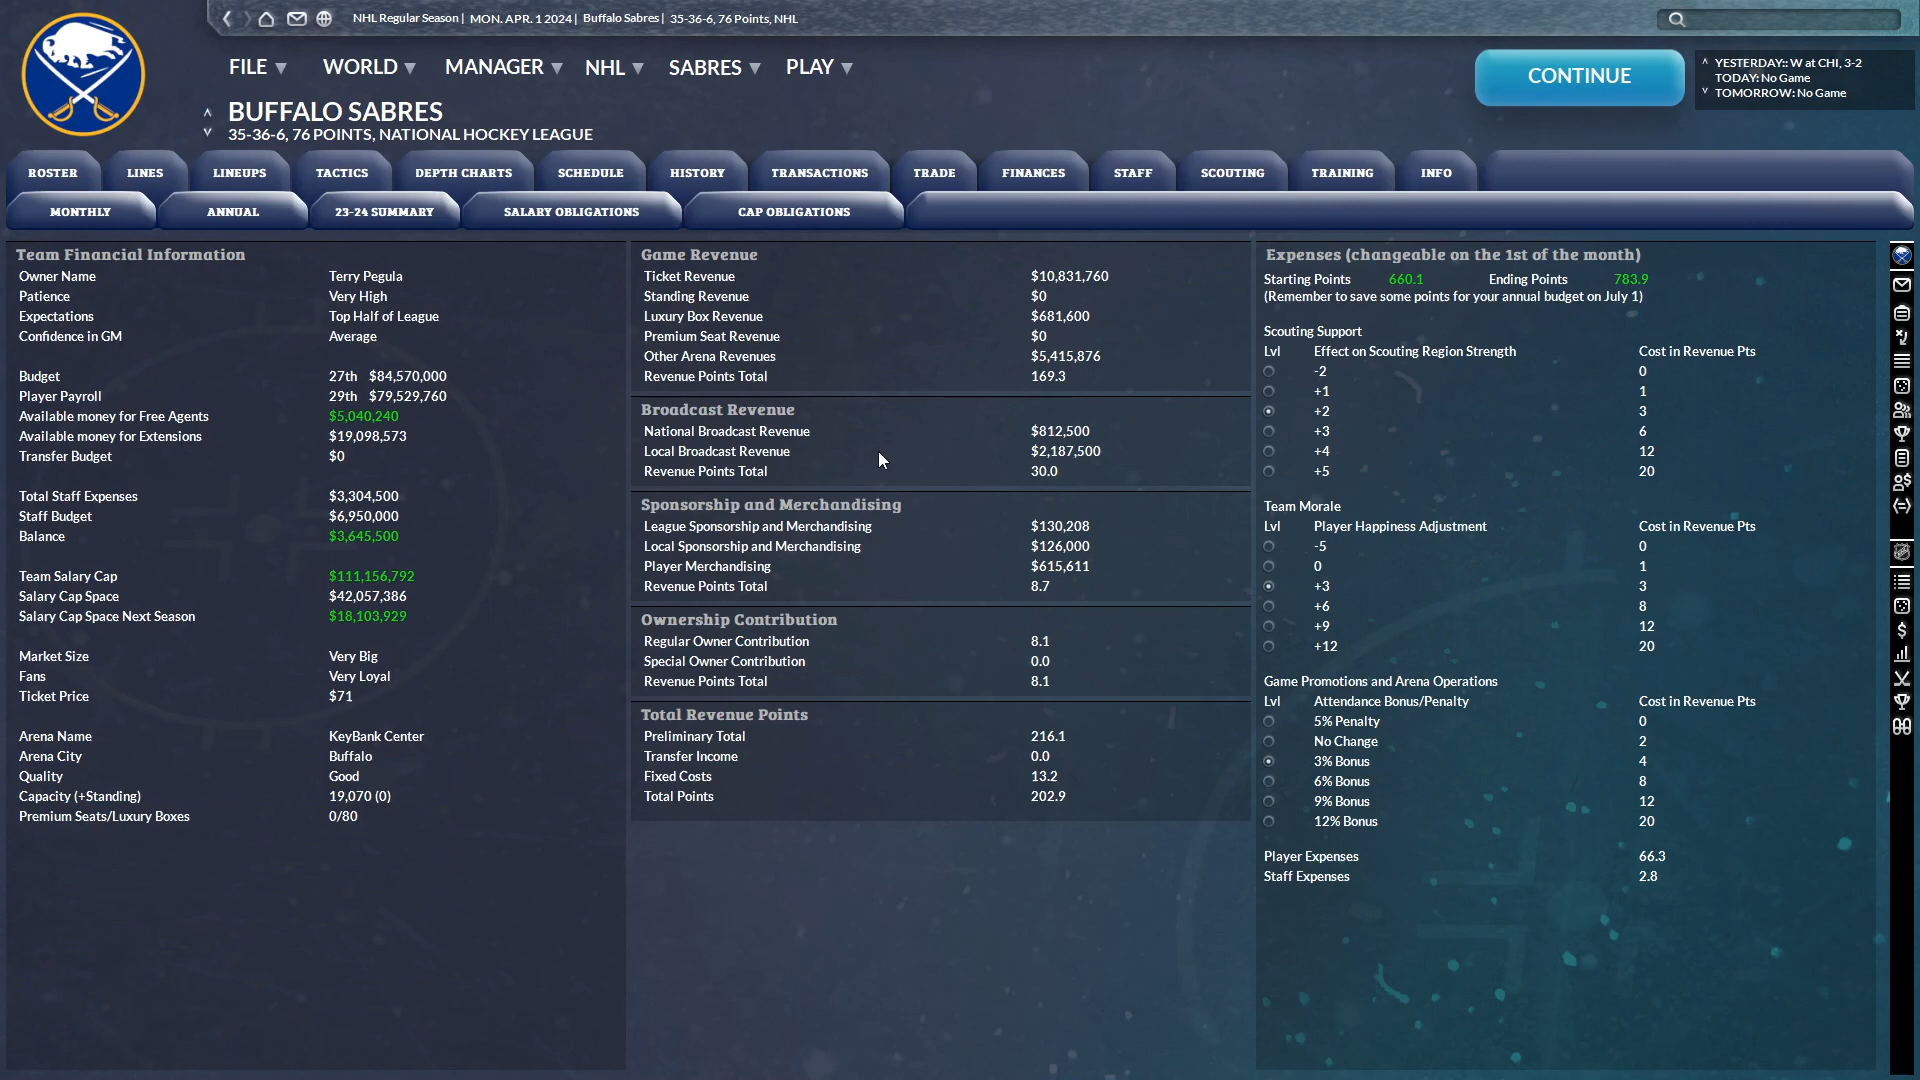 NHL Regular Season | MON. APR. 1 2024 | Buffalo Sabres | 35-36-6, 76 Points, NHL
FILE WORLD MANAGER NHL SABRES PLAY
CONTINUE
YESTERDAY:: W at CHI, 3-2
TODAY: No Game
TOMORROW: No Game
BUFFALO SABRES
35-36-6, 76 POINTS, NATIONAL HOCKEY LEAGUE
ROSTER LINES LINEUPS TACTICS DEPTH CHARTS SCHEDULE HISTORY TRANSACTIONS TRADE FINANCES STAFF SCOUTING TRAINING INFO
MONTHLY ANNUAL 23-24 SUMMARY SALARY OBLIGATIONS CAP OBLIGATIONS
Team Financial Information
Owner Name Terry Pegula
Patience Very High
Expectations Top Half of League
Confidence in GM Average
Budget 27th $84,570,000
Player Payroll 29th $79,529,760
Available money for Free Agents $5,040,240
Available money for Extensions $19,098,573
Transfer Budget $0
Total Staff Expenses $3,304,500
Staff Budget $6,950,000
Balance $3,645,500
Team Salary Cap $111,156,792
Salary Cap Space $42,057,386
Salary Cap Space Next Season $18,103,929
Market Size Very Big
Fans Very Loyal
Ticket Price $71
Arena Name KeyBank Center
Arena City Buffalo
Quality Good
Capacity (+Standing) 19,070 (0)
Premium Seats/Luxury Boxes 0/80
Game Revenue
Ticket Revenue $10,831,760
Standing Revenue $0
Luxury Box Revenue $681,600
Premium Seat Revenue $0
Other Arena Revenues $5,415,876
Revenue Points Total 169.3
Broadcast Revenue
National Broadcast Revenue $812,500
Local Broadcast Revenue $2,187,500
Revenue Points Total 30.0
Sponsorship and Merchandising
League Sponsorship and Merchandising $130,208
Local Sponsorship and Merchandising $126,000
Player Merchandising $615,611
Revenue Points Total 8.7
Ownership Contribution
Regular Owner Contribution 8.1
Special Owner Contribution 0.0
Revenue Points Total 8.1
Total Revenue Points
Preliminary Total 216.1
Transfer Income 0.0
Fixed Costs 13.2
Total Points 202.9
Expenses (changeable on the 1st of the month)
Starting Points 660.1 Ending Points 783.9
(Remember to save some points for your annual budget on July 1)
Scouting Support
Lvl Effect on Scouting Region Strength Cost in Revenue Pts
-2 0
+1 1
+2 3
+3 6
+4 12
+5 20
Team Morale
Lvl Player Happiness Adjustment Cost in Revenue Pts
-5 0
0 1
+3 3
+6 8
+9 12
+12 20
Game Promotions and Arena Operations
Lvl Attendance Bonus/Penalty Cost in Revenue Pts
5% Penalty 0
No Change 2
3% Bonus 4
6% Bonus 8
9% Bonus 12
12% Bonus 20
Player Expenses 66.3
Staff Expenses 2.8